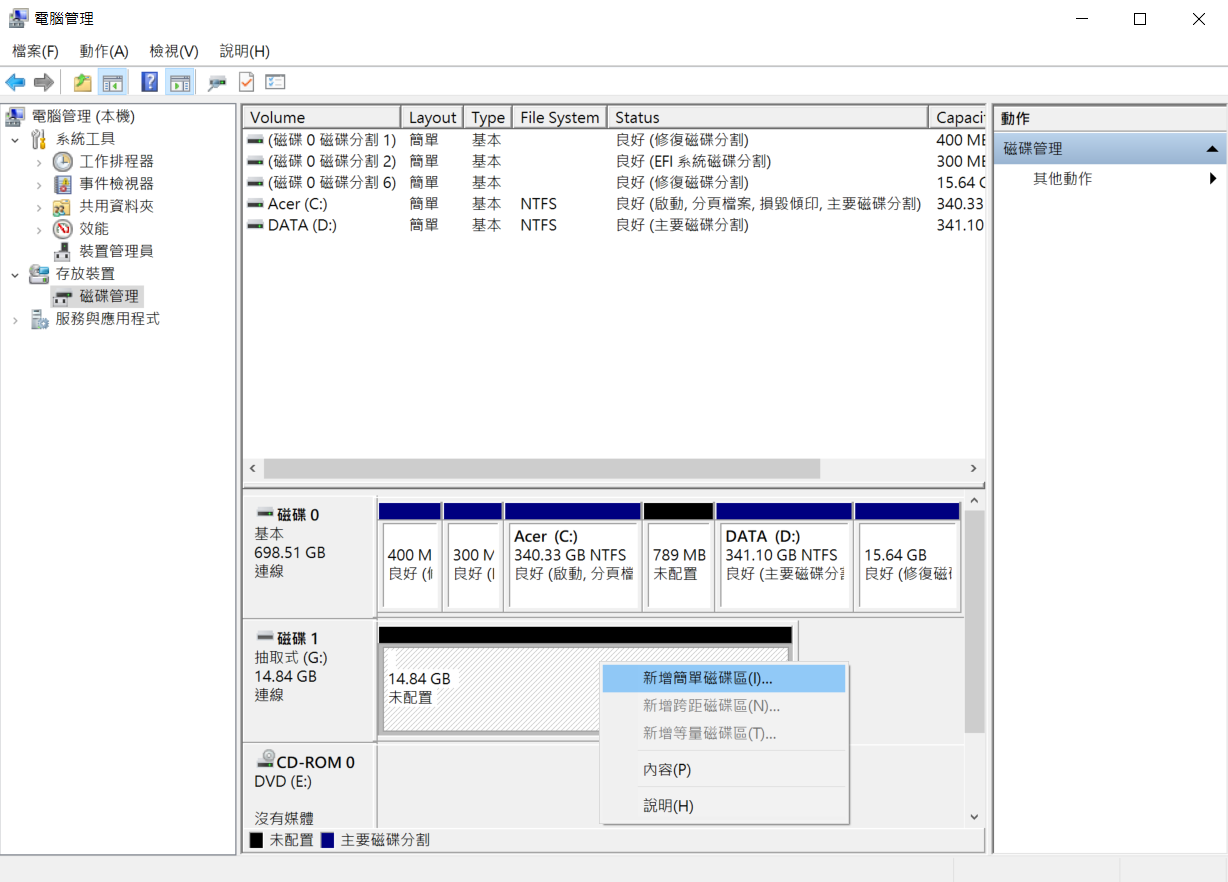 電腦管理
檔案(F) 動作(A) 檢視(V) 說明(H)
電腦管理 (本機)
系統工具
工作排程器
事件檢視器
共用資料夾
效能
裝置管理員
存放裝置
磁碟管理
服務與應用程式
Volume Layout Type File System Status Capaci
(磁碟 0 磁碟分割 1) 簡單 基本 良好 (修復磁碟分割) 400 MB
(磁碟 0 磁碟分割 2) 簡單 基本 良好 (EFI 系統磁碟分割) 300 MB
(磁碟 0 磁碟分割 6) 簡單 基本 良好 (修復磁碟分割) 15.64 G
Acer (C:) 簡單 基本 NTFS 良好 (啟動, 分頁檔案, 損毀傾印, 主要磁碟分割) 340.33
DATA (D:) 簡單 基本 NTFS 良好 (主要磁碟分割) 341.10
磁碟 0
基本
698.51 GB
連線
400 M
良好 (
300 M
良好 (
Acer (C:)
340.33 GB NTFS
良好 (啟動, 分頁檔
789 MB
未配置
DATA (D:)
341.10 GB NTFS
良好 (主要磁碟分
15.64 GB
良好 (修復磁
磁碟 1
抽取式 (G:)
14.84 GB
連線
14.84 GB
未配置
新增簡單磁碟區(I)...
新增跨距磁碟區(N)...
新增等量磁碟區(T)...
內容(P)
說明(H)
CD-ROM 0
DVD (E:)
沒有媒體
未配置 主要磁碟分割
動作
磁碟管理
其他動作